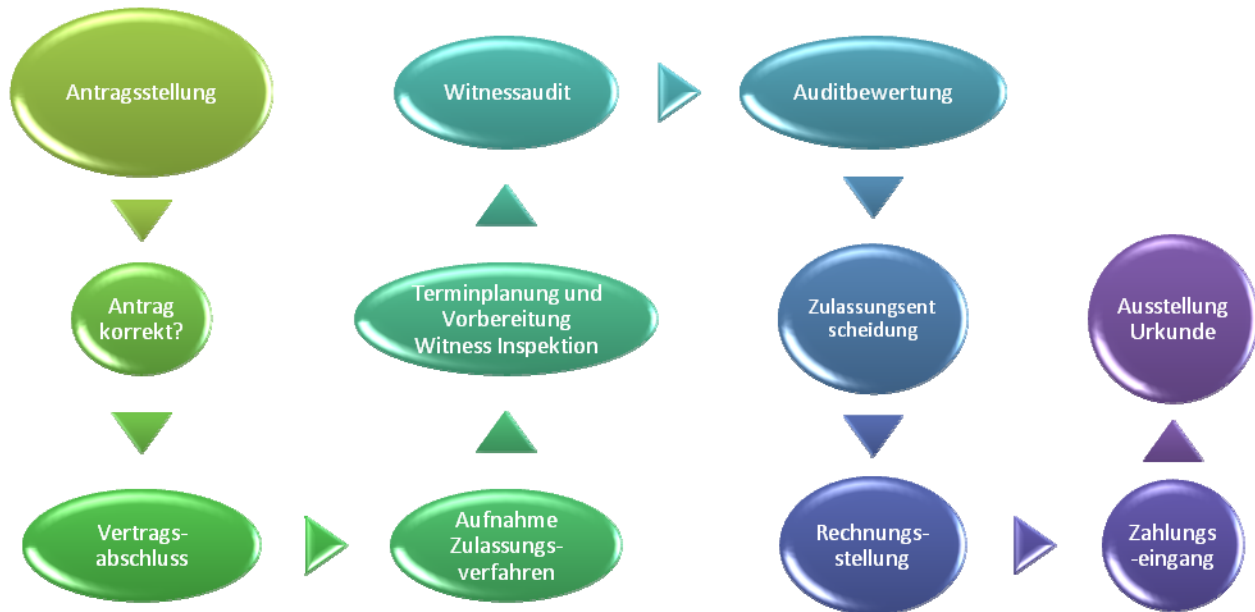 Antragsstellung
Antrag
korrekt?
Vertrags-
abschluss
Aufnahme
Zulassungs-
verfahren
Terminplanung und
Vorbereitung
Witness Inspektion
Witnessaudit
Auditbewertung
Zulassungsent
scheidung
Rechnungs-
stellung
Zahlungs
-eingang
Ausstellung
Urkunde